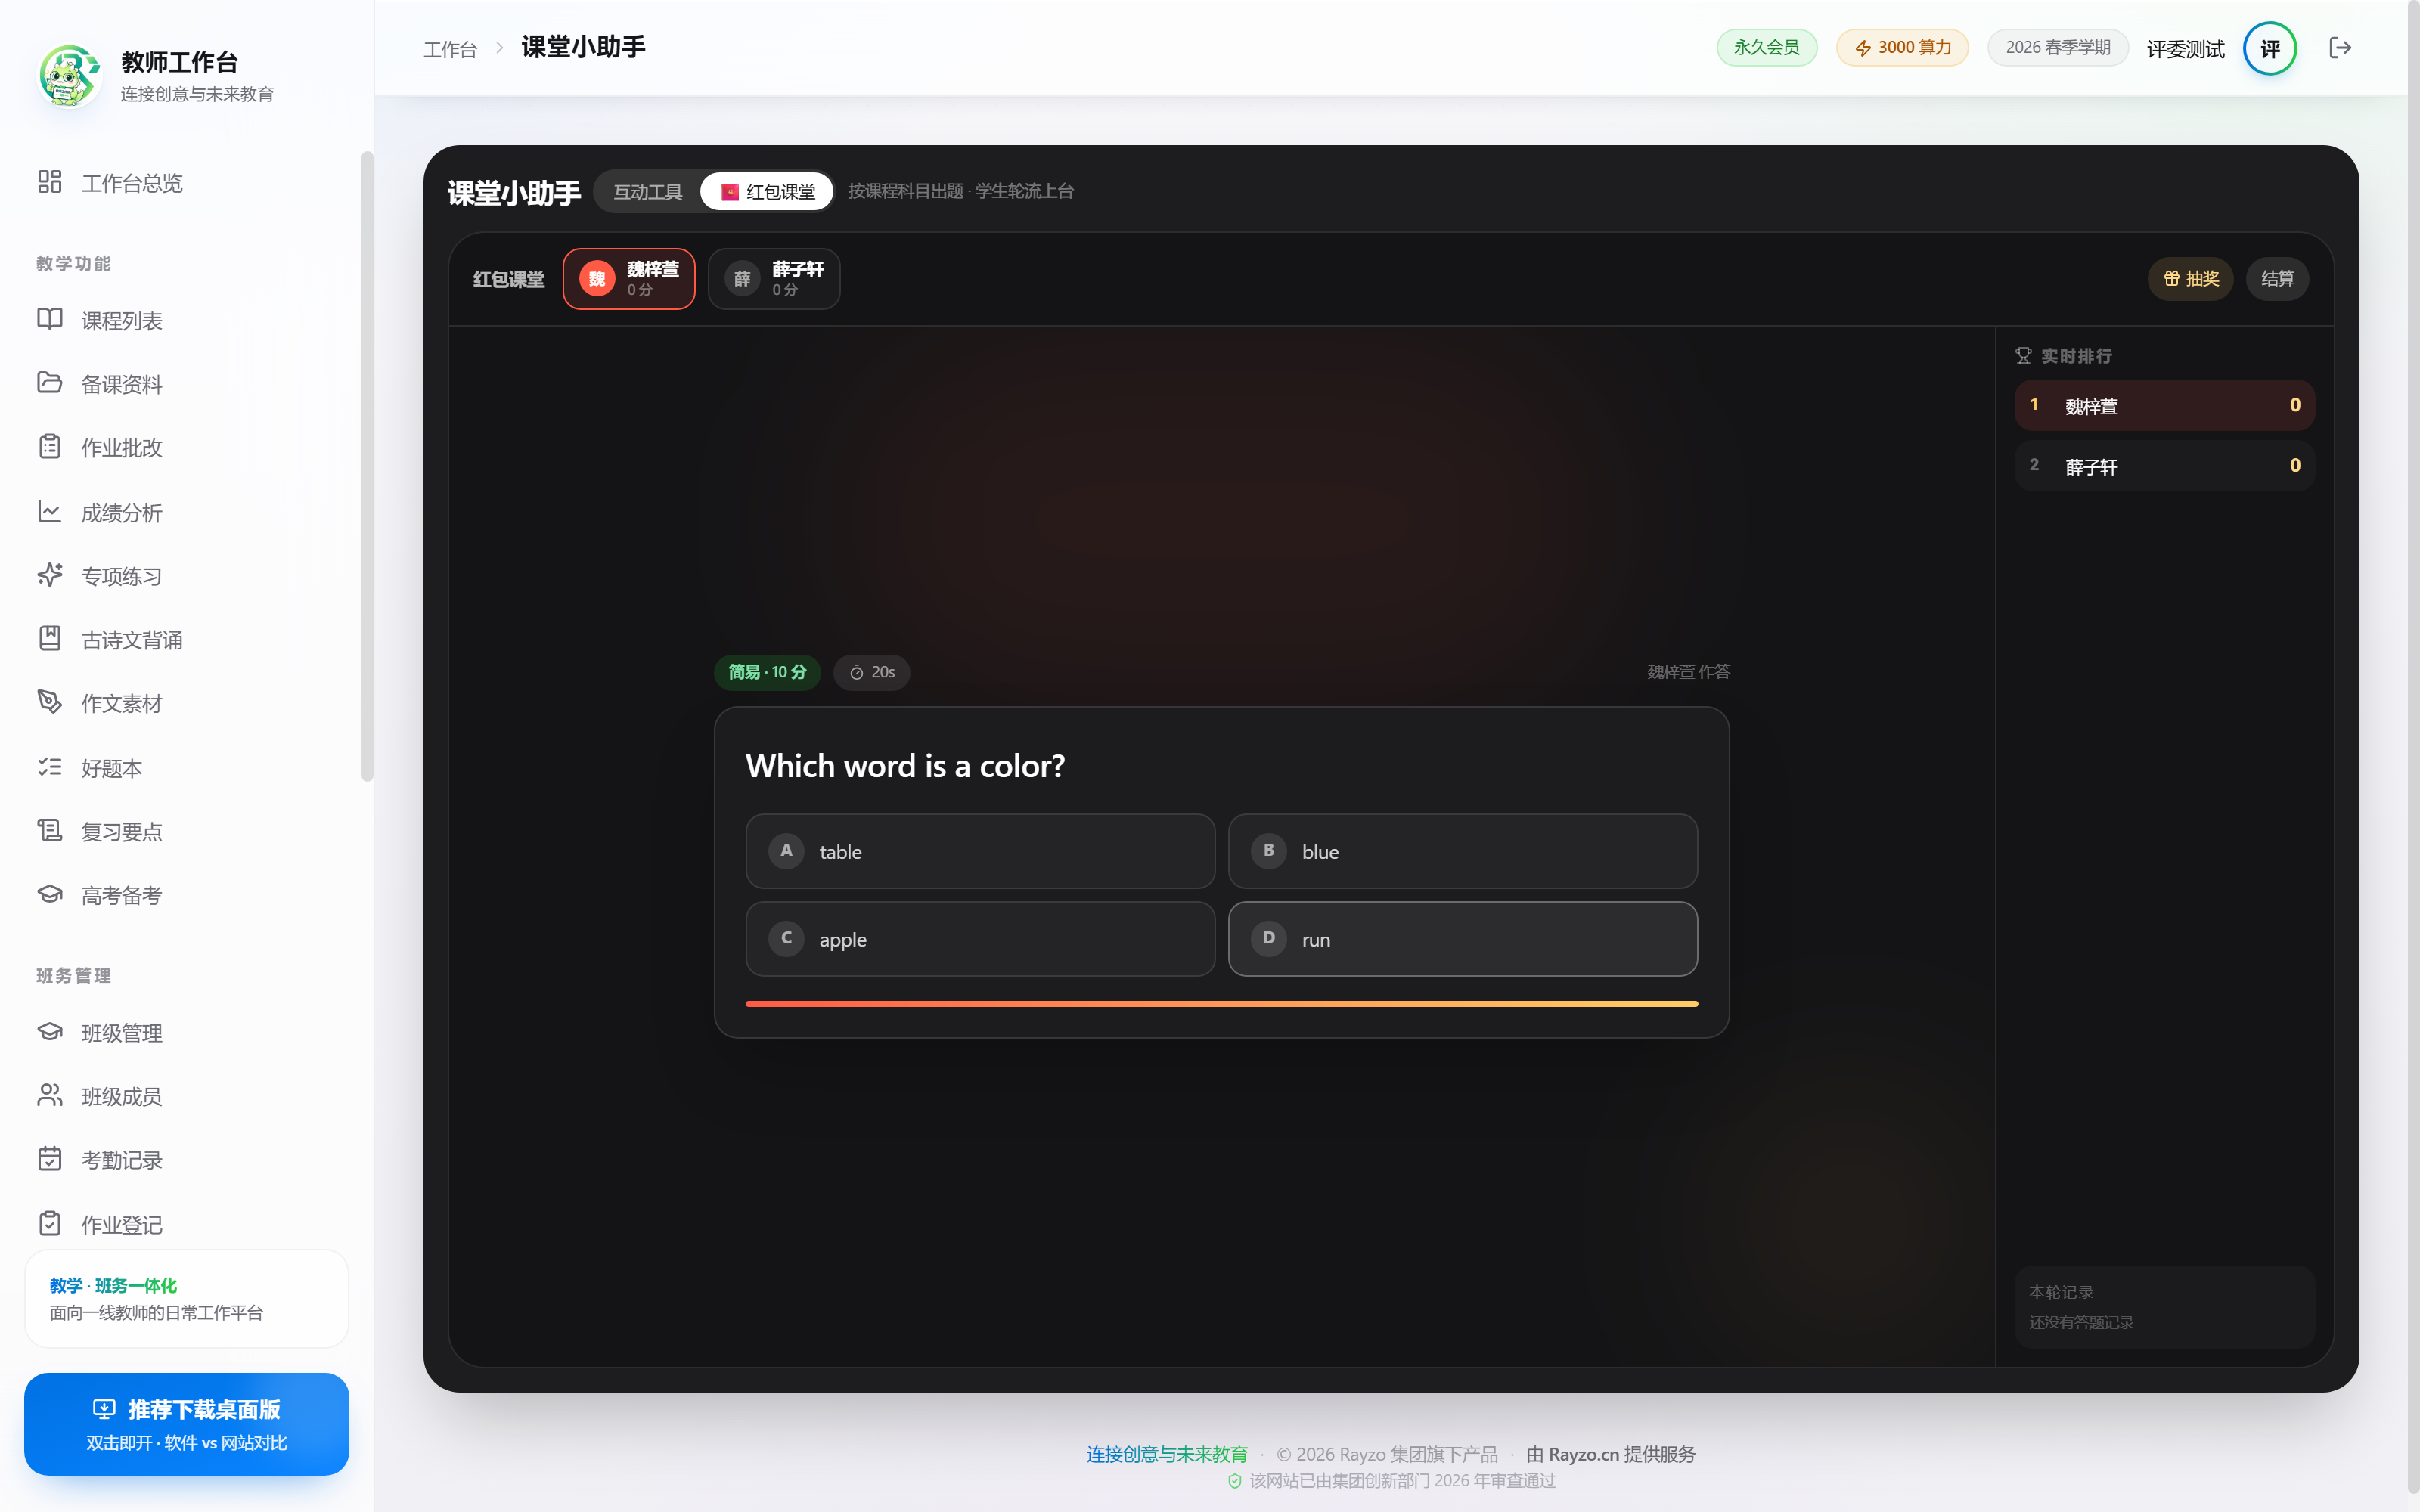 教师工作台
连接创意与未来教育
工作台总览
教学功能
课程列表
备课资料
作业批改
成绩分析
专项练习
古诗文背诵
作文素材
好题本
复习要点
高考备考
班务管理
班级管理
班级成员
考勤记录
作业登记
教学 · 班务一体化
面向一线教师的日常工作平台
推荐下载桌面版
双击即开 · 软件 vs 网站对比
工作台 > 课堂小助手
永久会员
3000 算力
2026 春季学期
评委测试
评
课堂小助手
互动工具
红包课堂
按课程科目出题 · 学生轮流上台
红包课堂
魏 魏梓萱
0 分
薛 薛子轩
0 分
抽奖
结算
简易 · 10 分
20s
魏梓萱 作答
Which word is a color?
A table
B blue
C apple
D run
实时排行
1 魏梓萱 0
2 薛子轩 0
本轮记录
还没有答题记录
连接创意与未来教育 · © 2026 Rayzo 集团旗下产品 · 由 Rayzo.cn 提供服务
该网站已由集团创新部门 2026 年审查通过